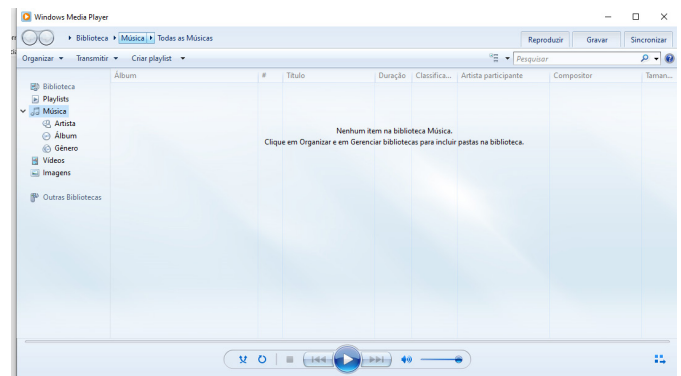 Windows Media Player
Biblioteca Música Todas as Músicas
Reproduzir Gravar Sincronizar
Organizar Transmitir Criar playlist
Pesquisar
Álbum # Título Duração Classifica... Artista participante Compositor Taman...
Biblioteca
Playlists
Música
Artista
Álbum
Gênero
Vídeos
Imagens
Outras Bibliotecas
Nenhum item na biblioteca Música.
Clique em Organizar e em Gerenciar bibliotecas para incluir pastas na biblioteca.